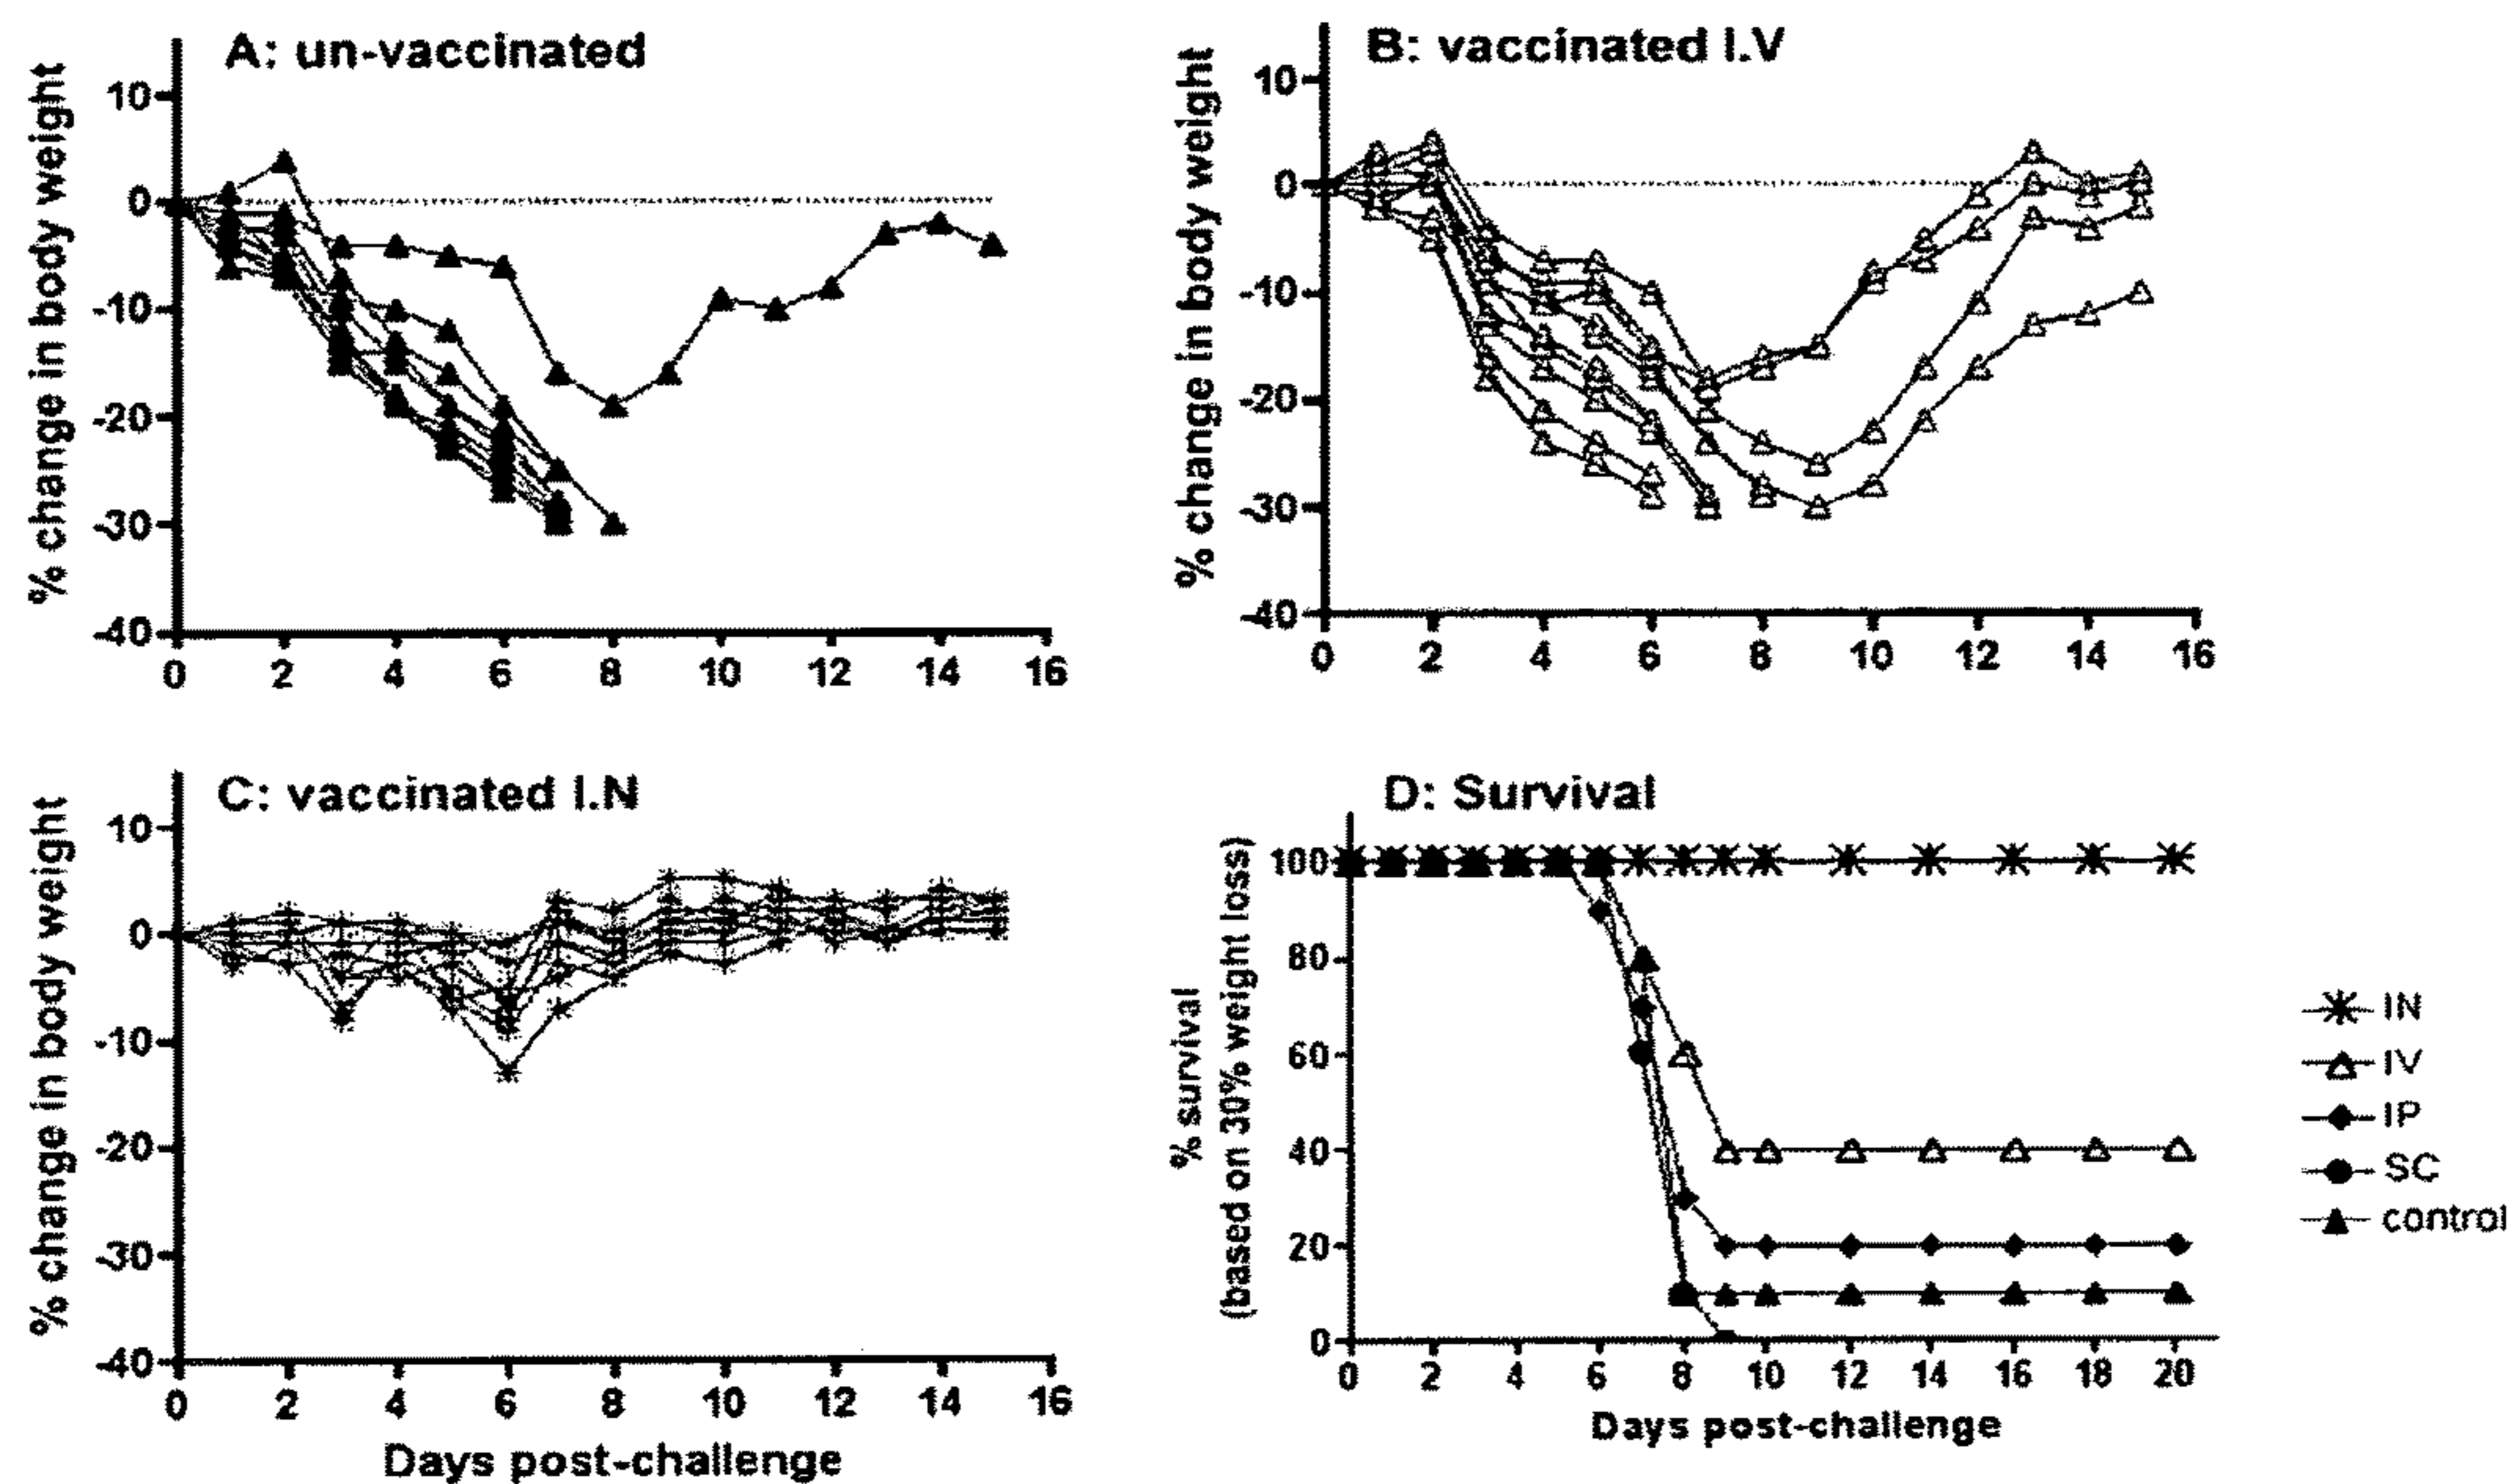 A: un-vaccinated
% change in body weight
10
0
-10
-20
-30
-40
0 2 4 6 8 10 12 14 16
B: vaccinated I.V
% change in body weight
10
0
-10
-20
-30
-40
0 2 4 6 8 10 12 14 16
C: vaccinated I.N
% change in body weight
10
0
-10
-20
-30
-40
0 2 4 6 8 10 12 14 16
Days post-challenge
D: Survival
% survival
(based on 30% weight loss)
100
80
60
40
20
0
0 2 4 6 8 10 12 14 16 18 20
Days post-challenge
IN
IV
IP
SC
control